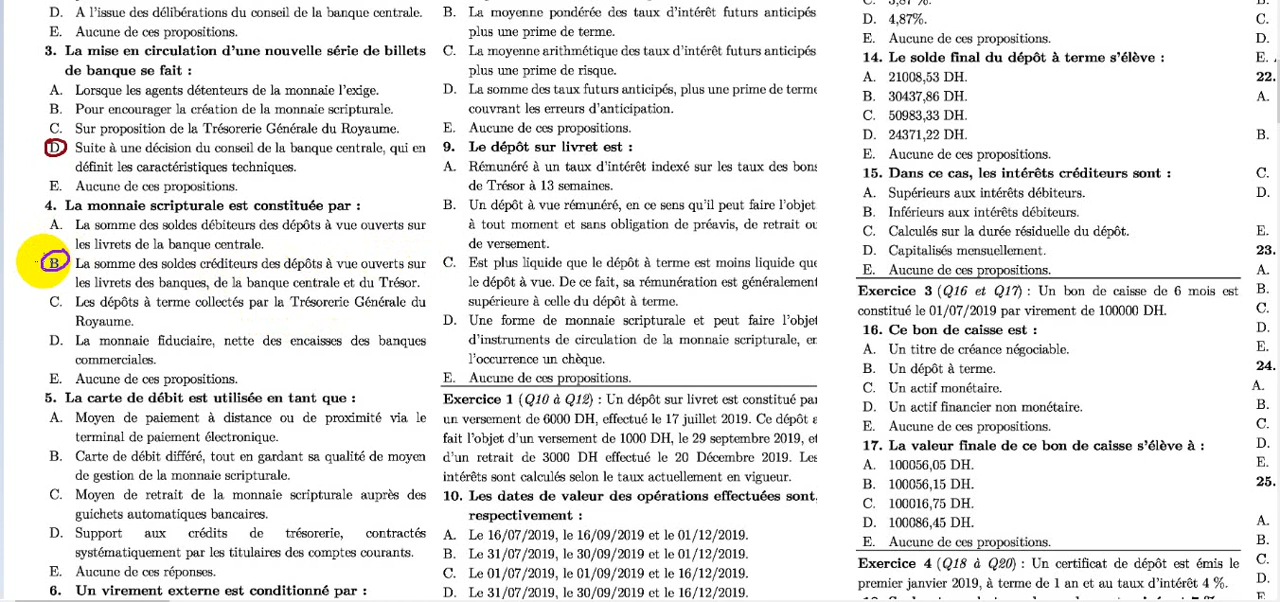 D. A l'issue des délibérations du conseil de la banque centrale.
E. Aucune de ces propositions.
3. La mise en circulation d'une nouvelle série de billets
de banque se fait :
A. Lorsque les agents détenteurs de la monnaie l'exige.
B. Pour encourager la création de la monnaie scripturale.
C. Sur proposition de la Trésorerie Générale du Royaume.
D. Suite à une décision du conseil de la banque centrale, qui en
définit les caractéristiques techniques.
E. Aucune de ces propositions.
4. La monnaie scripturale est constituée par :
A. La somme des soldes débiteurs des dépôts à vue ouverts sur
les livrets de la banque centrale.
B. La somme des soldes créditeurs des dépôts à vue ouverts sur
les livrets des banques, de la banque centrale et du Trésor.
C. Les dépôts à terme collectés par la Trésorerie Générale du
Royaume.
D. La monnaie fiduciaire, nette des encaisses des banques
commerciales.
E. Aucune de ces propositions.
5. La carte de débit est utilisée en tant que :
A. Moyen de paiement à distance ou de proximité via le
terminal de paiement électronique.
B. Carte de débit différé, tout en gardant sa qualité de moyen
de gestion de la monnaie scripturale.
C. Moyen de retrait de la monnaie scripturale auprès des
guichets automatiques bancaires.
D. Support aux crédits de trésorerie, contractés
systématiquement par les titulaires des comptes courants.
E. Aucune de ces réponses.
6. Un virement externe est conditionné par :
B. La moyenne pondérée des taux d'intérêt futurs anticipés
plus une prime de terme.
C. La moyenne arithmétique des taux d'intérêt futurs anticipés
plus une prime de risque.
D. La somme des taux futurs anticipés, plus une prime de terme
couvrant les erreurs d'anticipation.
E. Aucune de ces propositions.
9. Le dépôt sur livret est :
A. Rémunéré à un taux d'intérêt indexé sur les taux des bons
de Trésor à 13 semaines.
B. Un dépôt à vue rémunéré, en ce sens qu'il peut faire l'objet
à tout moment et sans obligation de préavis, de retrait ou
de versement.
C. Est plus liquide que le dépôt à terme est moins liquide que
le dépôt à vue. De ce fait, sa rémunération est généralement
supérieure à celle du dépôt à terme.
D. Une forme de monnaie scripturale et peut faire l'objet
d'instruments de circulation de la monnaie scripturale, en
l'occurrence un chèque.
E. Aucune de ces propositions.
Exercice 1 (Q10 à Q12) : Un dépôt sur livret est constitué par
un versement de 6000 DH, effectué le 17 juillet 2019. Ce dépôt a
fait l'objet d'un versement de 1000 DH, le 29 septembre 2019, et
d'un retrait de 3000 DH effectué le 20 Décembre 2019. Les
intérêts sont calculés selon le taux actuellement en vigueur.
10. Les dates de valeur des opérations effectuées sont,
respectivement :
A. Le 16/07/2019, le 16/09/2019 et le 01/12/2019.
B. Le 31/07/2019, le 30/09/2019 et le 01/12/2019.
C. Le 01/07/2019, le 01/09/2019 et le 16/12/2019.
D. Le 31/07/2019, le 30/09/2019 et le 16/12/2019.
D. 4,87%.
E. Aucune de ces propositions.
14. Le solde final du dépôt à terme s'élève :
A. 21008,53 DH.
B. 30437,86 DH.
C. 50983,33 DH.
D. 24371,22 DH.
E. Aucune de ces propositions.
15. Dans ce cas, les intérêts créditeurs sont :
A. Supérieurs aux intérêts débiteurs.
B. Inférieurs aux intérêts débiteurs.
C. Calculés sur la durée résiduelle du dépôt.
D. Capitalisés mensuellement.
E. Aucune de ces propositions.
Exercice 3 (Q16 et Q17) : Un bon de caisse de 6 mois est
constitué le 01/07/2019 par virement de 100000 DH.
16. Ce bon de caisse est :
A. Un titre de créance négociable.
B. Un dépôt à terme.
C. Un actif monétaire.
D. Un actif financier non monétaire.
E. Aucune de ces propositions.
17. La valeur finale de ce bon de caisse s'élève à :
A. 100056,05 DH.
B. 100056,15 DH.
C. 100016,75 DH.
D. 100086,45 DH.
E. Aucune de ces propositions.
Exercice 4 (Q18 à Q20) : Un certificat de dépôt est émis le
premier janvier 2019, à terme de 1 an et au taux d'intérêt 4 %.
C.
D.
E.
22.
A.
B.
C.
D.
E.
23.
A.
B.
C.
D.
E.
24.
A.
B.
C.
D.
E.
25.
A.
B.
C.
D.
E.